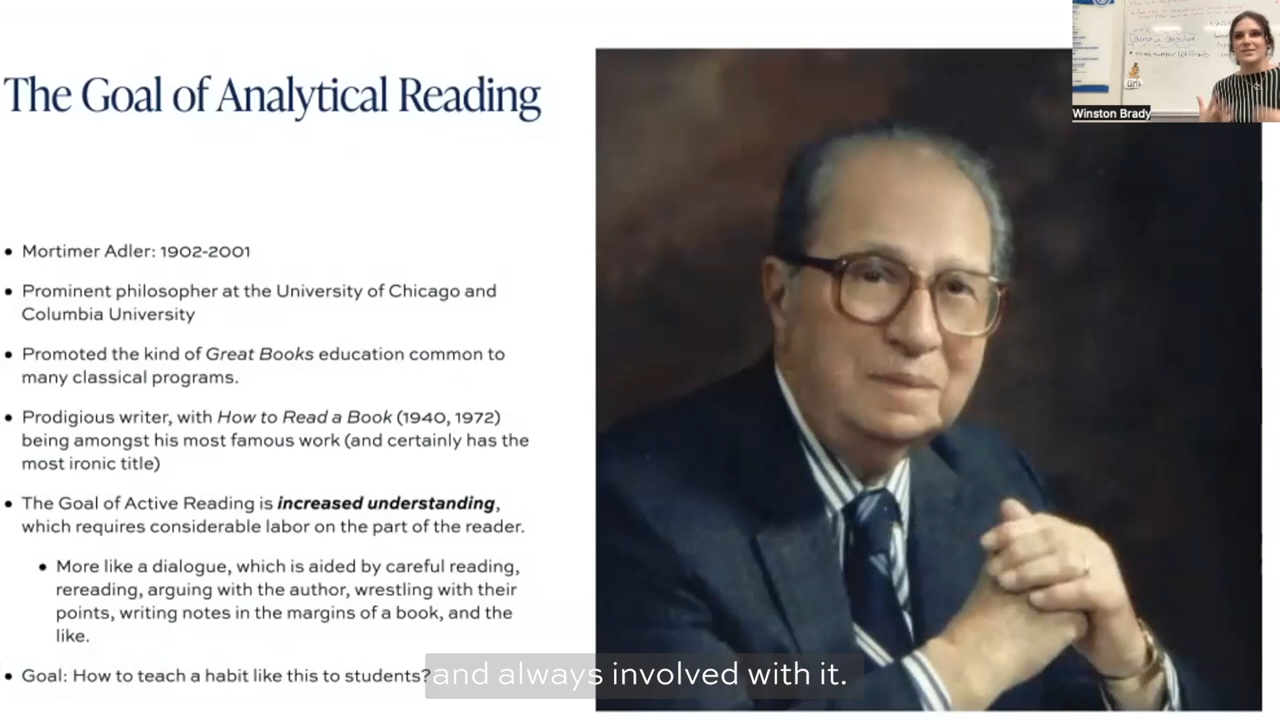 The Goal of Analytical Reading
• Mortimer Adler: 1902-2001
• Prominent philosopher at the University of Chicago and
Columbia University
• Promoted the kind of Great Books education common to
many classical programs.
• Prodigious writer, with How to Read a Book (1940, 1972)
being amongst his most famous work (and certainly has the
most ironic title)
• The Goal of Active Reading is increased understanding,
which requires considerable labor on the part of the reader.
• More like a dialogue, which is aided by careful reading,
rereading, arguing with the author, wrestling with their
points, writing notes in the margins of a book, and the
like.
• Goal: How to teach a habit like this to students?
and always involved with it.
Winston Brady